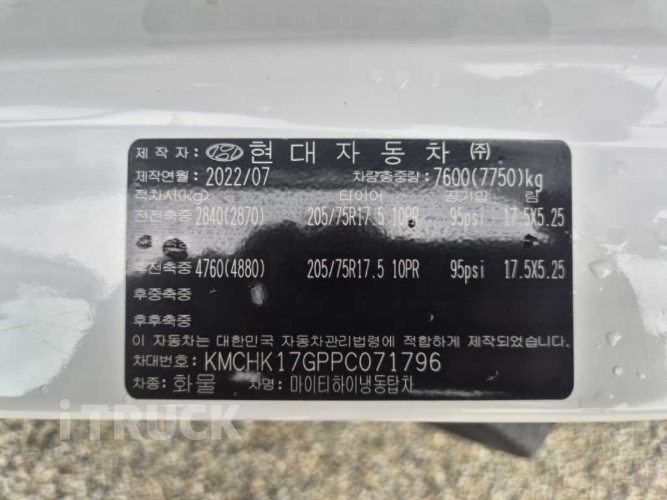 제 작 자: 현 대 자 동 차 ㈜
제작연월: 2022/07 차량총중량: 7600(7750)kg
적차시(kg) 타이어 공기압 림
전전축중 2840(2870) 205/75R17.5 10PR 95psi 17.5X5.25
후전축중 4760(4880) 205/75R17.5 10PR 95psi 17.5X5.25
후중축중
후후축중
이 자동차는 대한민국 자동차관리법령에 적합하게 제작되었음.
차대번호: KMCHK17GPPC071796
차종: 화물 차명: 마이티하이냉동탑차
iTRUCK